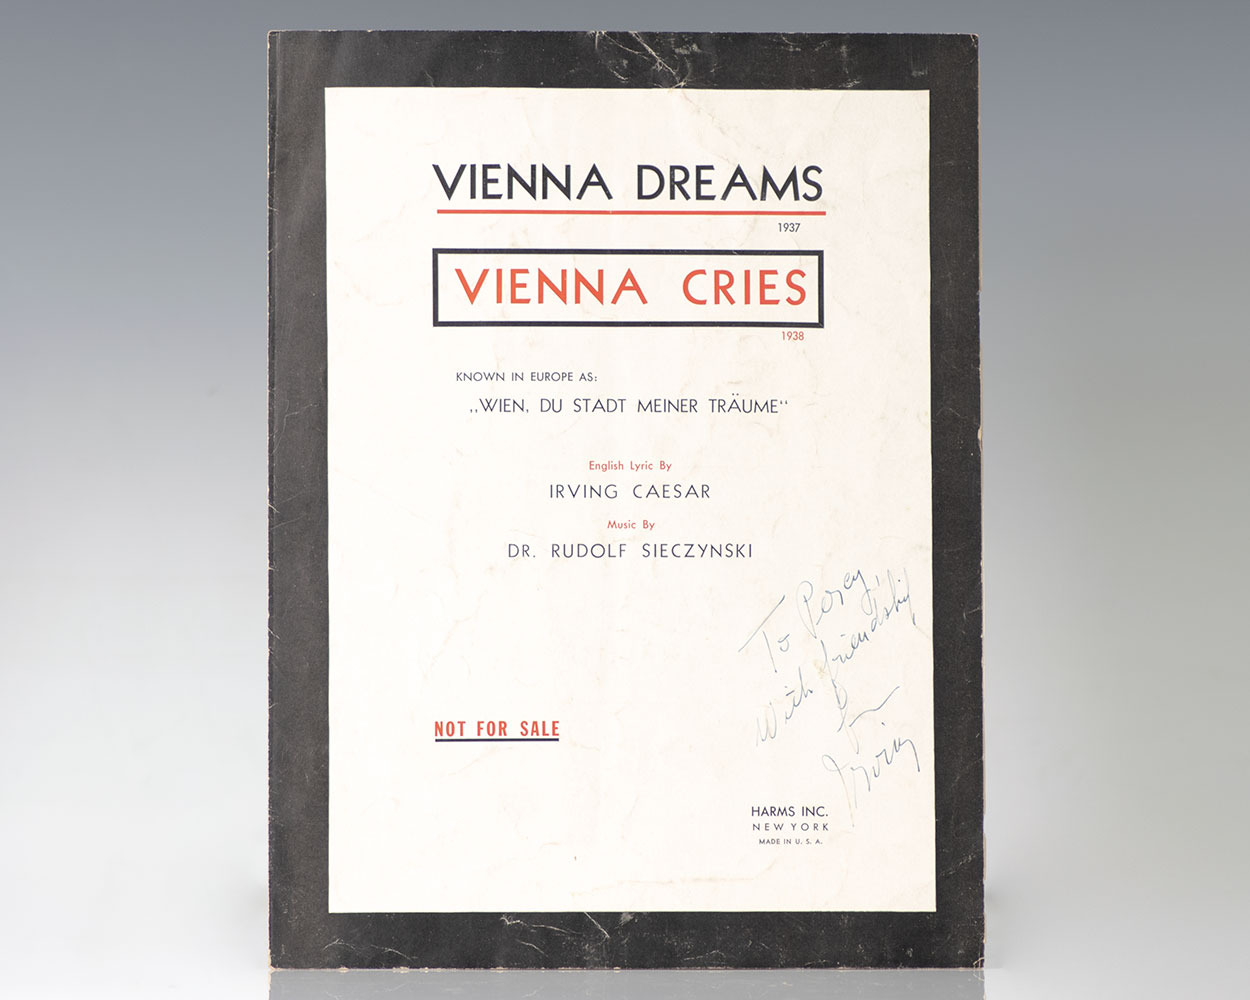 VIENNA DREAMS
1937
VIENNA CRIES
1938
KNOWN IN EUROPE AS:
„WIEN, DU STADT MEINER TRÄUME“
English Lyric By
IRVING CAESAR
Music By
DR. RUDOLF SIECZYNSKI
To Posey,
With friendship,
from
Irving
NOT FOR SALE
HARMS INC.
NEW YORK
MADE IN U. S. A.